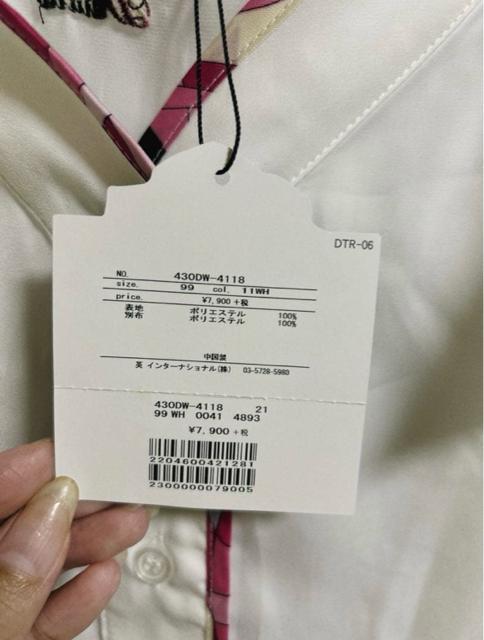 DTR-06
NO. 430DW-4118
size. 99 col. 11WH
price. ¥7,900 +税
表地 ポリエステル 100%
別布 ポリエステル 100%
中国製
英 インターナショナル(株) 03-5728-5980
430DW-4118 21
99 WH 0041 4893
¥7,900 +税
2204600421281
2300000079005